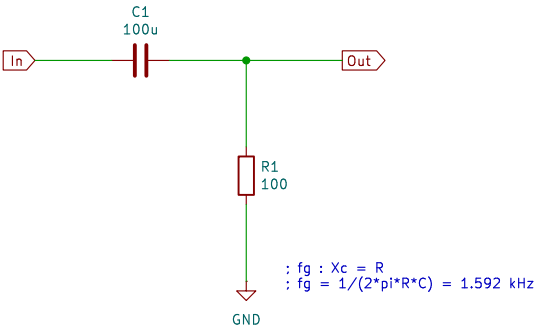 C1
100u
In
Out
R1
100
; fg : Xc = R
; fg = 1/(2*pi*R*C) = 1.592 kHz
GND